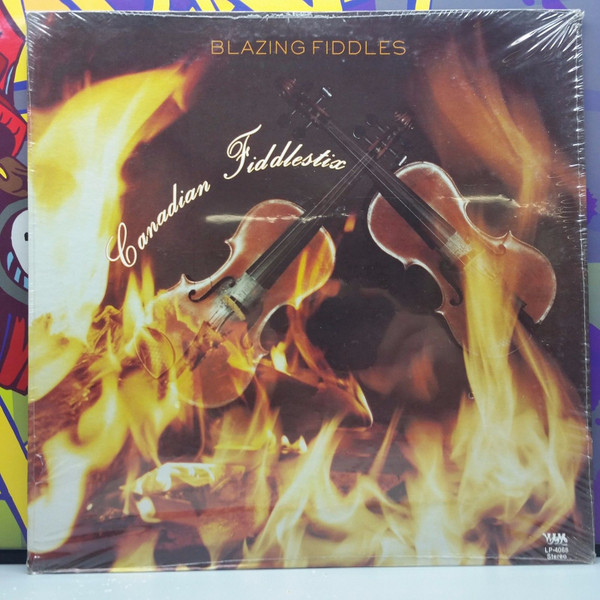 BLAZING FIDDLES
Canadian Fiddlestix
LP-4088
Stereo